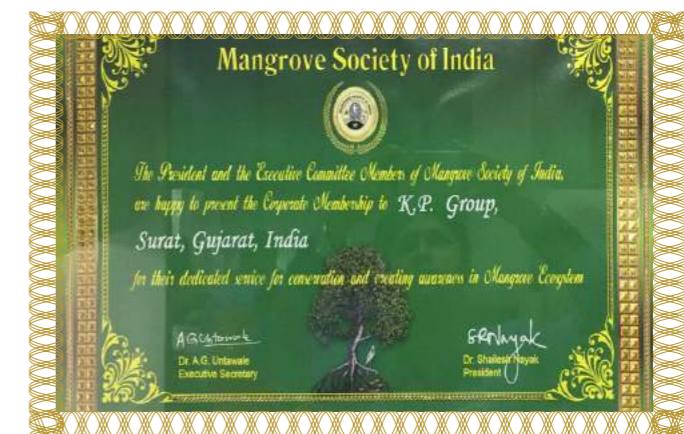 Mangrove Society of India
The President and the Executive Committee Members of Mangrove Society of India,
are happy to present the Corporate Membership to K.P. Group,
Surat, Gujarat, India
for their dedicated service for conservation and creating awareness in Mangrove Ecosystem
A.G. Untawale
SRNayak
Dr. A.G. Untawale
Dr. Shailesh Nayak
Executive Secretary
President